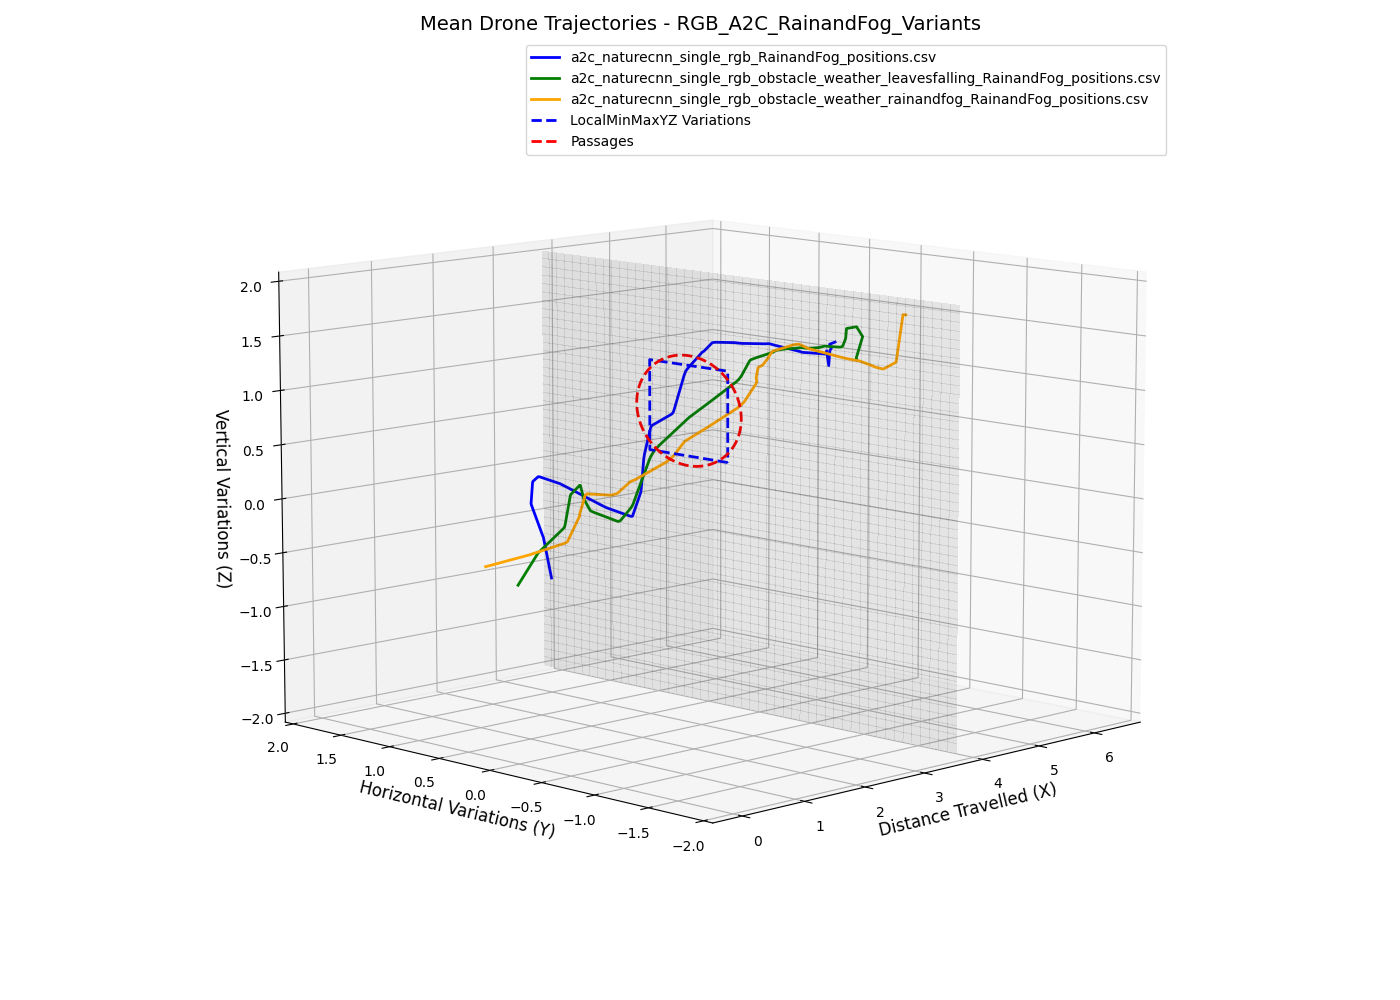 Mean Drone Trajectories - RGB_A2C_RainandFog_Variants
a2c_naturecnn_single_rgb_RainandFog_positions.csv
a2c_naturecnn_single_rgb_obstacle_weather_leavesfalling_RainandFog_positions.csv
a2c_naturecnn_single_rgb_obstacle_weather_rainandfog_RainandFog_positions.csv
LocalMinMaxYZ Variations
Passages
2.0
1.5
1.0
0.5
0.0
−0.5
−1.0
−1.5
−2.0
Vertical Variations (Z)
2.0
1.5
1.0
0.5
0.0
−0.5
−1.0
−1.5
−2.0
Horizontal Variations (Y)
0
1
2
3
4
5
6
Distance Travelled (X)